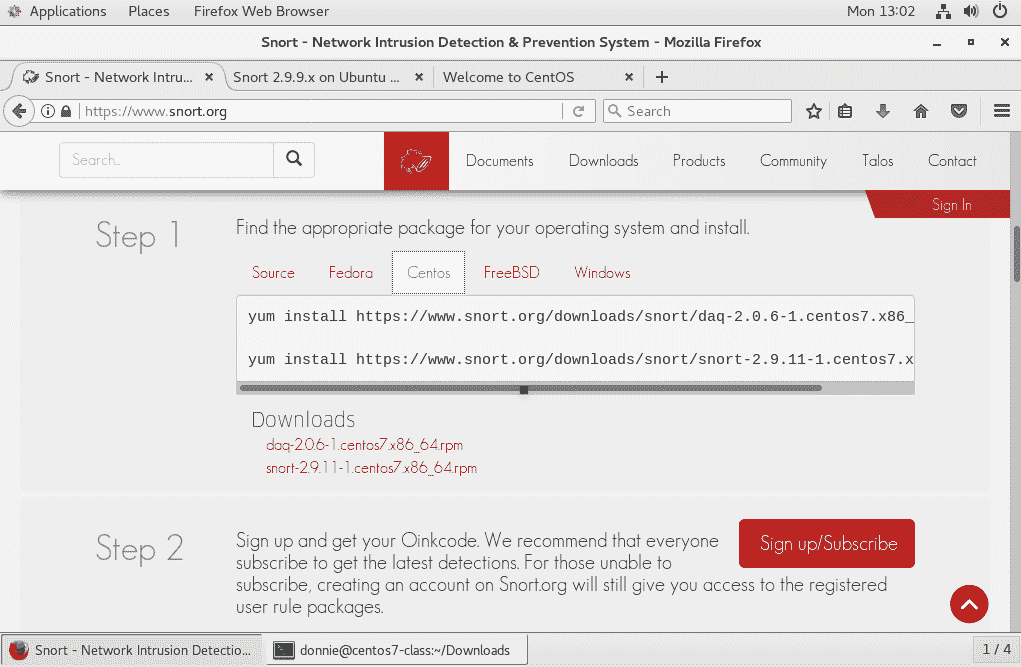 Applications Places Firefox Web Browser Mon 13:02
Snort - Network Intrusion Detection & Prevention System - Mozilla Firefox
Snort - Network Intru... × Snort 2.9.9.x on Ubuntu ... × Welcome to CentOS × +
https://www.snort.org Search
Search... Documents Downloads Products Community Talos Contact
Sign In
Step 1 Find the appropriate package for your operating system and install.
Source Fedora Centos FreeBSD Windows
yum install https://www.snort.org/downloads/snort/daq-2.0.6-1.centos7.x86_
yum install https://www.snort.org/downloads/snort/snort-2.9.11-1.centos7.x
Downloads
daq-2.0.6-1.centos7.x86_64.rpm
snort-2.9.11-1.centos7.x86_64.rpm
Step 2 Sign up and get your Oinkcode. We recommend that everyone
subscribe to get the latest detections. For those unable to
subscribe, creating an account on Snort.org will still give you access to the registered
user rule packages.
Sign up/Subscribe
Snort - Network Intrusion Detectio... donnie@centos7-class:~/Downloads 1 / 4